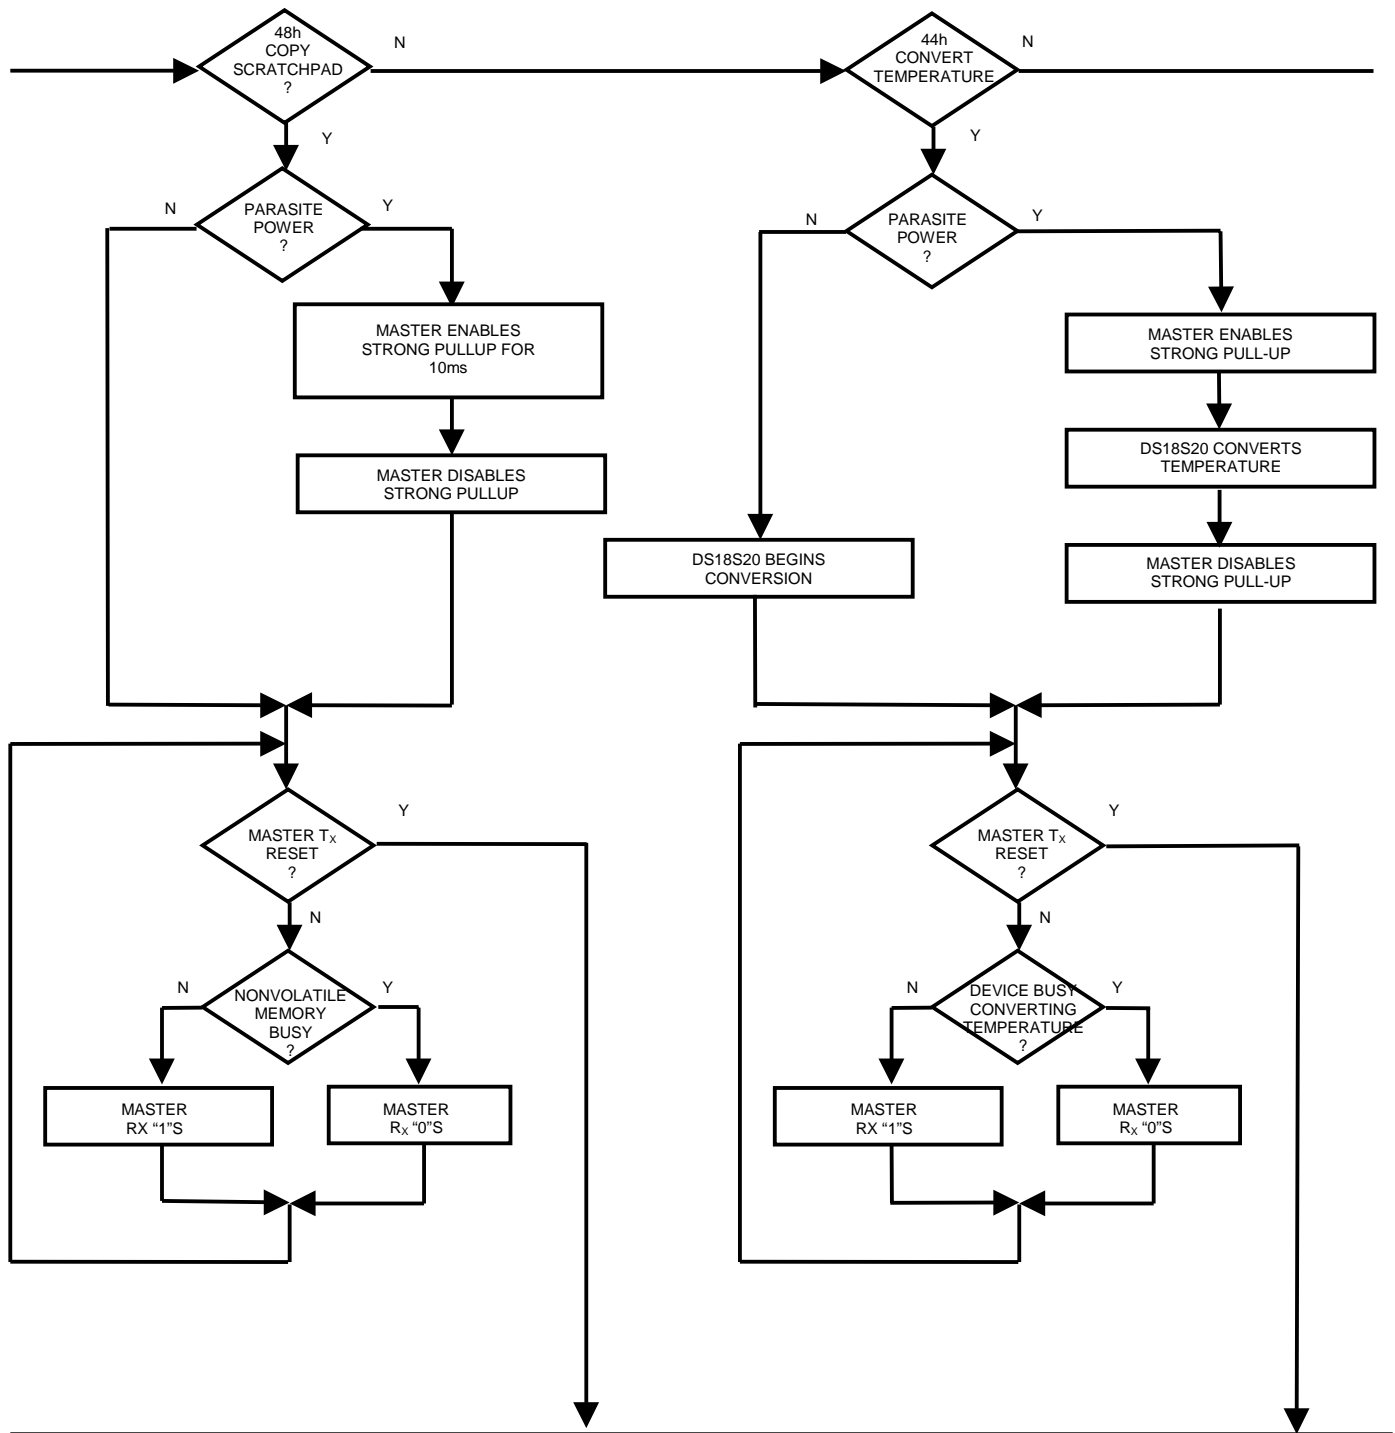 48h
COPY
SCRATCHPAD
?
N
Y
44h
CONVERT
TEMPERATURE
?
N
Y
PARASITE
POWER
?
N
Y
MASTER ENABLES
STRONG PULLUP FOR
10ms
MASTER DISABLES
STRONG PULLUP
PARASITE
POWER
?
N
Y
MASTER ENABLES
STRONG PULL-UP
DS18S20 CONVERTS
TEMPERATURE
DS18S20 BEGINS
CONVERSION
MASTER DISABLES
STRONG PULL-UP
MASTER TX
RESET
?
Y
N
NONVOLATILE
MEMORY
BUSY
?
N
Y
MASTER
RX “1”S
MASTER
RX “0”S
MASTER TX
RESET
?
Y
N
DEVICE BUSY
CONVERTING
TEMPERATURE
?
N
Y
MASTER
RX “1”S
MASTER
RX “0”S